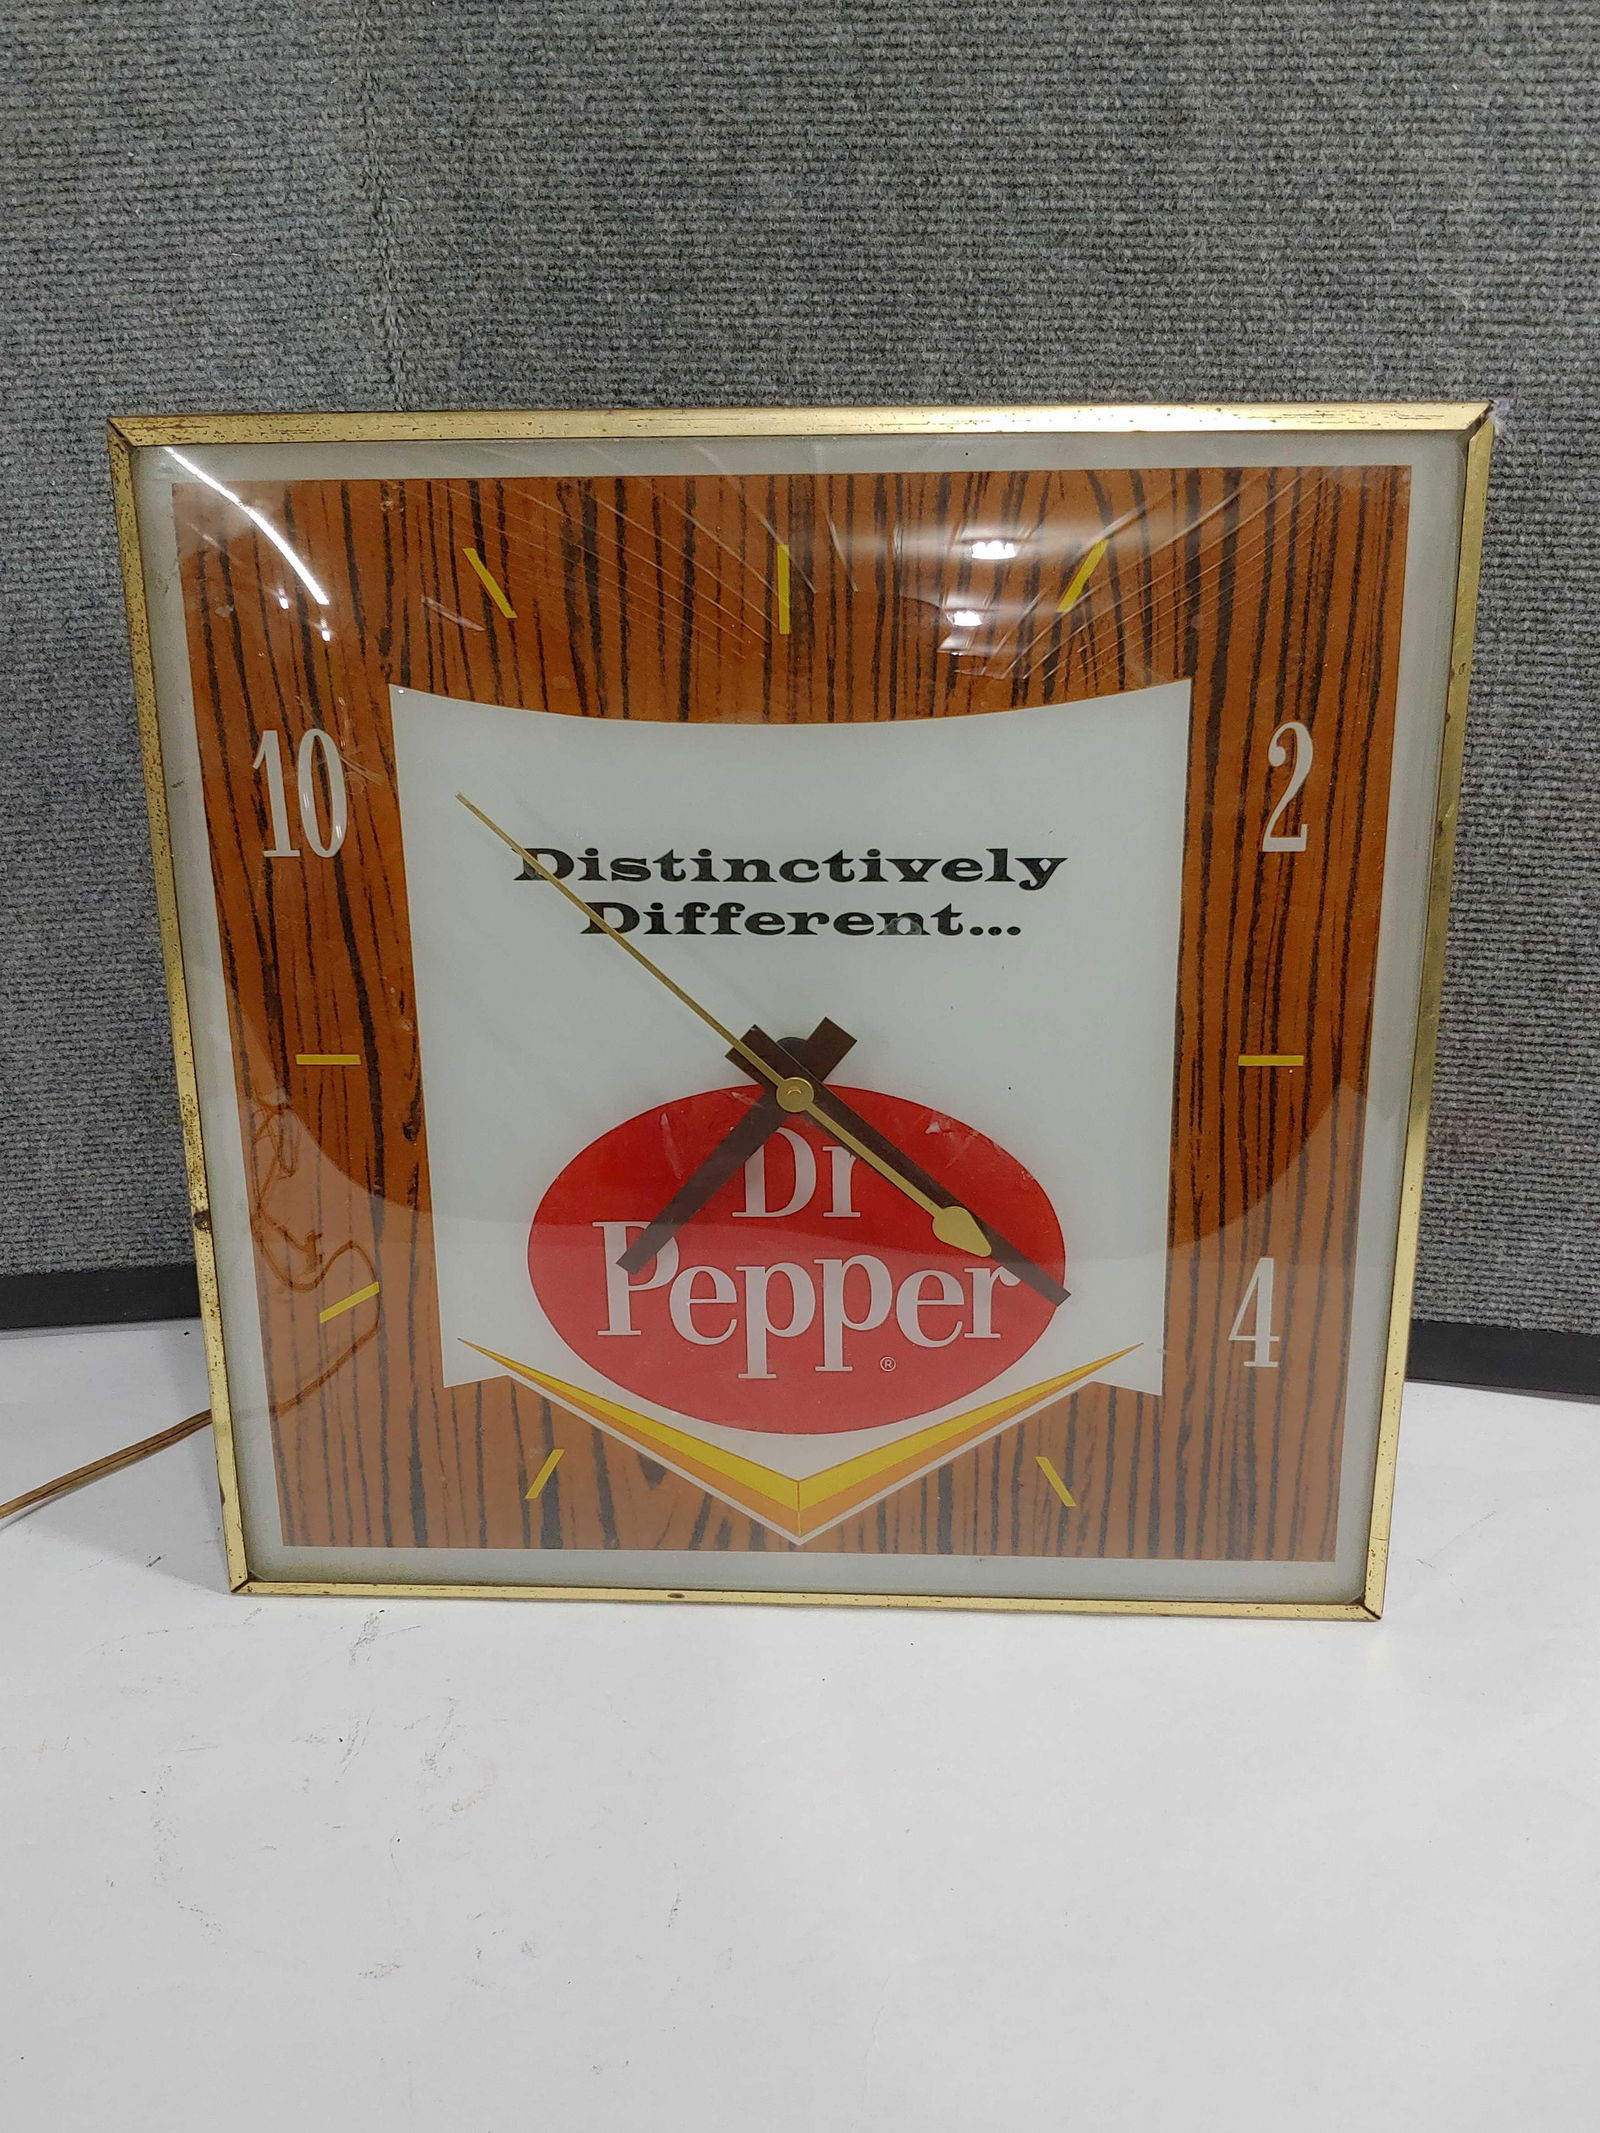 10
2
Distinctively
Different...
Dr
Pepper
®
4